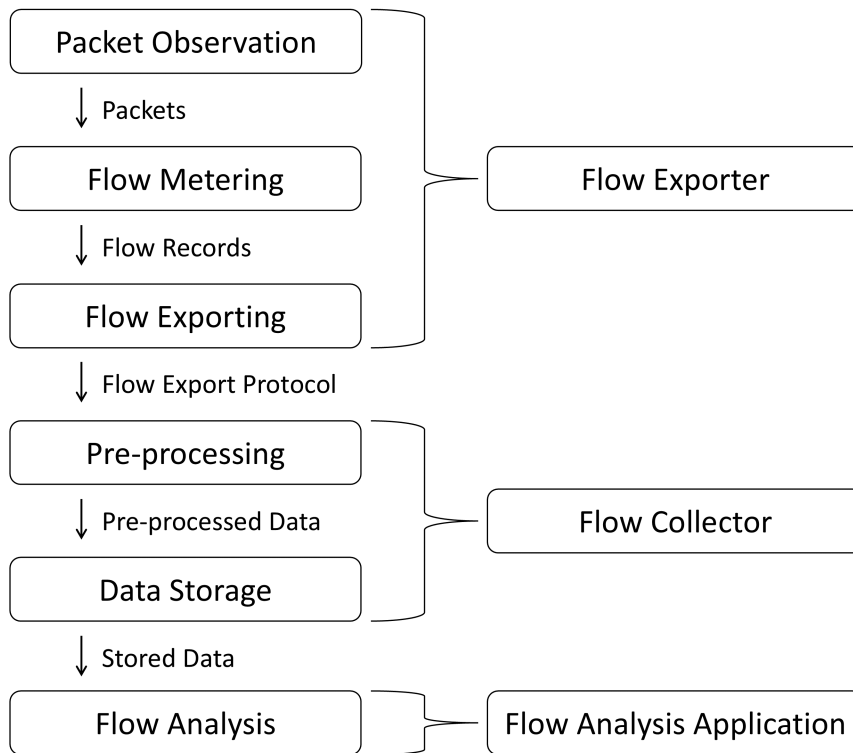 Packet Observation
Packets
Flow Metering
Flow Exporter
Flow Records
Flow Exporting
Flow Export Protocol
Pre-processing
Pre-processed Data
Flow Collector
Data Storage
Stored Data
Flow Analysis
Flow Analysis Application